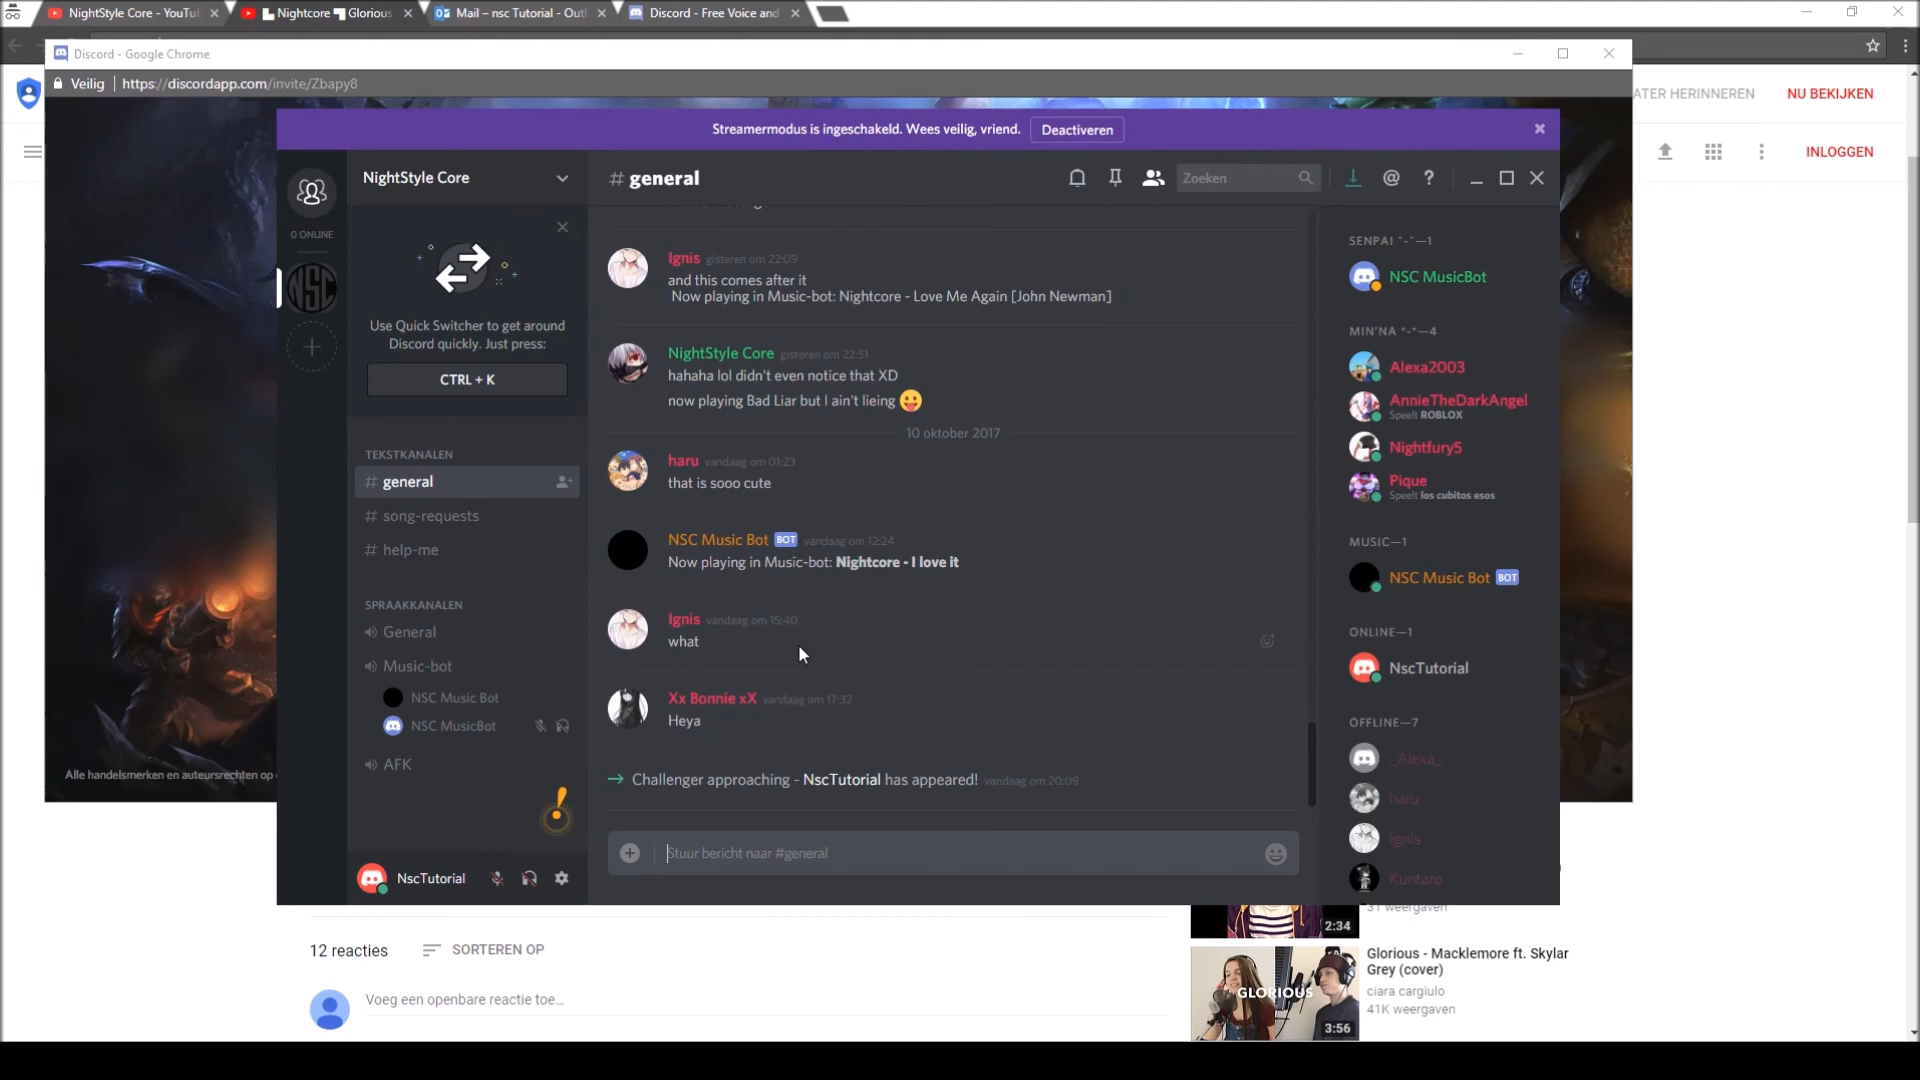 NightStyle Core - YouTu
▙ Nightcore ▜ Glorious
Mail – nsc Tutorial - Outl
Discord - Free Voice and
Discord - Google Chrome
Veilig
https://discordapp.com/invite/Zbapy8
ATER HERINNEREN
NU BEKIJKEN
INLOGGEN
Streamermodus is ingeschakeld. Wees veilig, vriend.
Deactiveren
0 ONLINE
NSC
NightStyle Core
Use Quick Switcher to get around
Discord quickly. Just press:
CTRL + K
TEKSTKANALEN
# general
# song-requests
# help-me
SPRAAKKANALEN
General
Music-bot
NSC Music Bot
NSC MusicBot
AFK
NscTutorial
# general
Zoeken
Ignis gisteren om 22:09
and this comes after it
Now playing in Music-bot: Nightcore - Love Me Again [John Newman]
NightStyle Core gisteren om 22:51
hahaha lol didn't even notice that XD
now playing Bad Liar but I ain't lieing 😛
10 oktober 2017
haru vandaag om 01:23
that is sooo cute
NSC Music Bot BOT vandaag om 12:24
Now playing in Music-bot: Nightcore - I love it
Ignis vandaag om 15:40
what
Xx Bonnie xX vandaag om 17:32
Heya
Challenger approaching - NscTutorial has appeared! vandaag om 20:09
Stuur bericht naar #general
SENPAI ˆ-ˆ—1
NSC MusicBot
MIN'NA *-*—4
Alexa2003
AnnieTheDarkAngel
Speelt ROBLOX
Nightfury5
Pique
Speelt los cubitos esos
MUSIC—1
NSC Music Bot BOT
ONLINE—1
NscTutorial
OFFLINE—7
_Alexa_
haru
Ignis
Kuntaro
Alle handelsmerken en auteursrechten op
12 reacties
SORTEREN OP
Voeg een openbare reactie toe...
2:34
31 weergaven
GLORIOUS
3:56
Glorious - Macklemore ft. Skylar
Grey (cover)
ciara cargiulo
41K weergaven